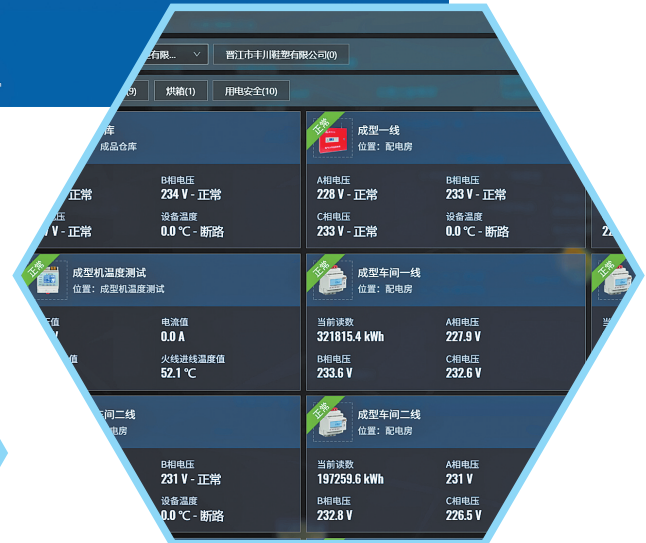 晋江市丰川鞋塑有限公司(0)
烘箱(1) 用电安全(10)
成品仓库
B相电压
234 V - 正常
正常
设备温度
0.0 ℃ - 断路
V - 正常
正常
成型一线
位置：配电房
A相电压 B相电压
228 V - 正常 233 V - 正常
C相电压 设备温度
233 V - 正常 0.0 ℃ - 断路
正常
成型机温度测试
位置：成型机温度测试
电流值
0.0 A
火线进线温度值
52.1 ℃
正常
成型车间一线
位置：配电房
当前读数 A相电压
321815.4 kWh 227.9 V
B相电压 C相电压
233.6 V 232.6 V
正常
间二线
电房
B相电压
231 V - 正常
设备温度
0.0 ℃ - 断路
正常
成型车间二线
位置：配电房
当前读数 A相电压
197259.6 kWh 231 V
B相电压 C相电压
232.8 V 226.5 V